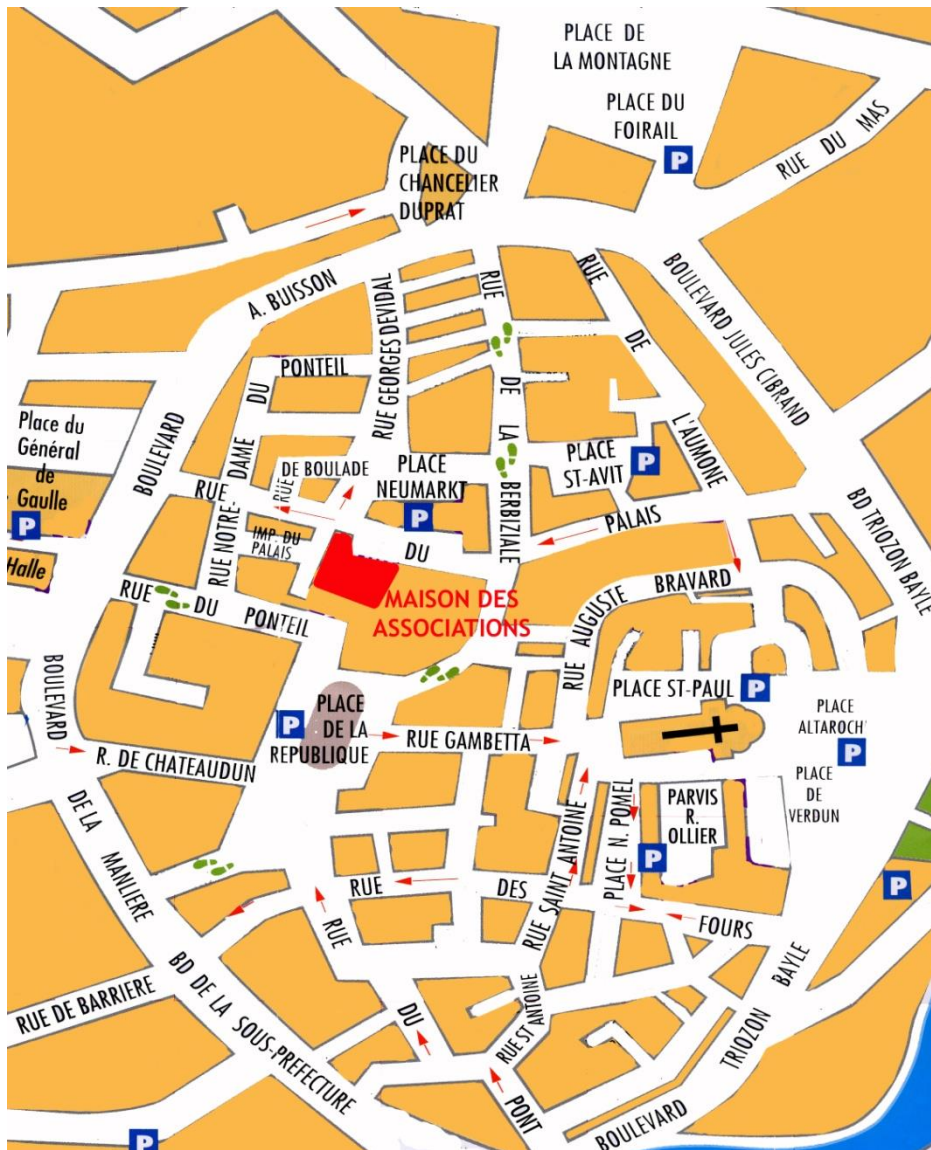 PLACE DE
LA MONTAGNE
PLACE DU
FOIRAIL
P
RUE DU MAS
PLACE DU
CHANCELIER
DUPRAT
BOULEVARD A. BUISSON
RUE GEORGES DEVIDAL
RUE DE LA BERBIZIALE
RUE DE L'AUMONE
BOULEVARD JULES CIBRAND
DU PONTEIL
RUE NOTRE-DAME
Place du
Général
de
Gaulle
P
Halle
RUE DE BOULADE
PLACE
NEUMARKT
P
PLACE
ST-AVIT
P
RUE DU PALAIS
IMP. DU
PALAIS
BD TRIOZON BAYLE
MAISON DES
ASSOCIATIONS
RUE AUGUSTE BRAVARD
RUE DU PONTEIL
PLACE ST-PAUL
P
PLACE
ALTAROCH'
P
PLACE
DE
VERDUN
P
PLACE
DE LA
REPUBLIQUE
RUE GAMBETTA
BOULEVARD DE LA MANLIERE
R. DE CHATEAUDUN
RUE SAINT ANTOINE
PLACE N. POMEL
PARVIS
R.
OLLIER
P
P
RUE DES FOURS
RUE DU PONT
RUE ST ANTOINE
RUE DE BARRIERE
BD DE LA SOUS-PREFECTURE
BOULEVARD TRIOZON BAYLE
P